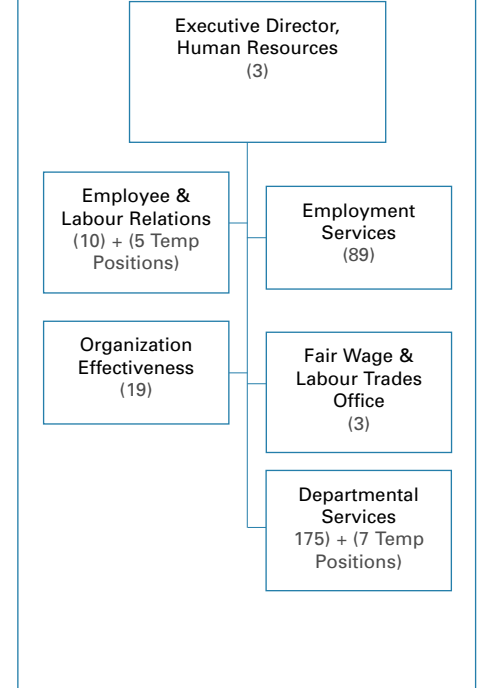 Executive Director,
Human Resources
(3)
Employee &
Labour Relations
(10) + (5 Temp
Positions)
Employment
Services
(89)
Organization
Effectiveness
(19)
Fair Wage &
Labour Trades
Office
(3)
Departmental
Services
175) + (7 Temp
Positions)